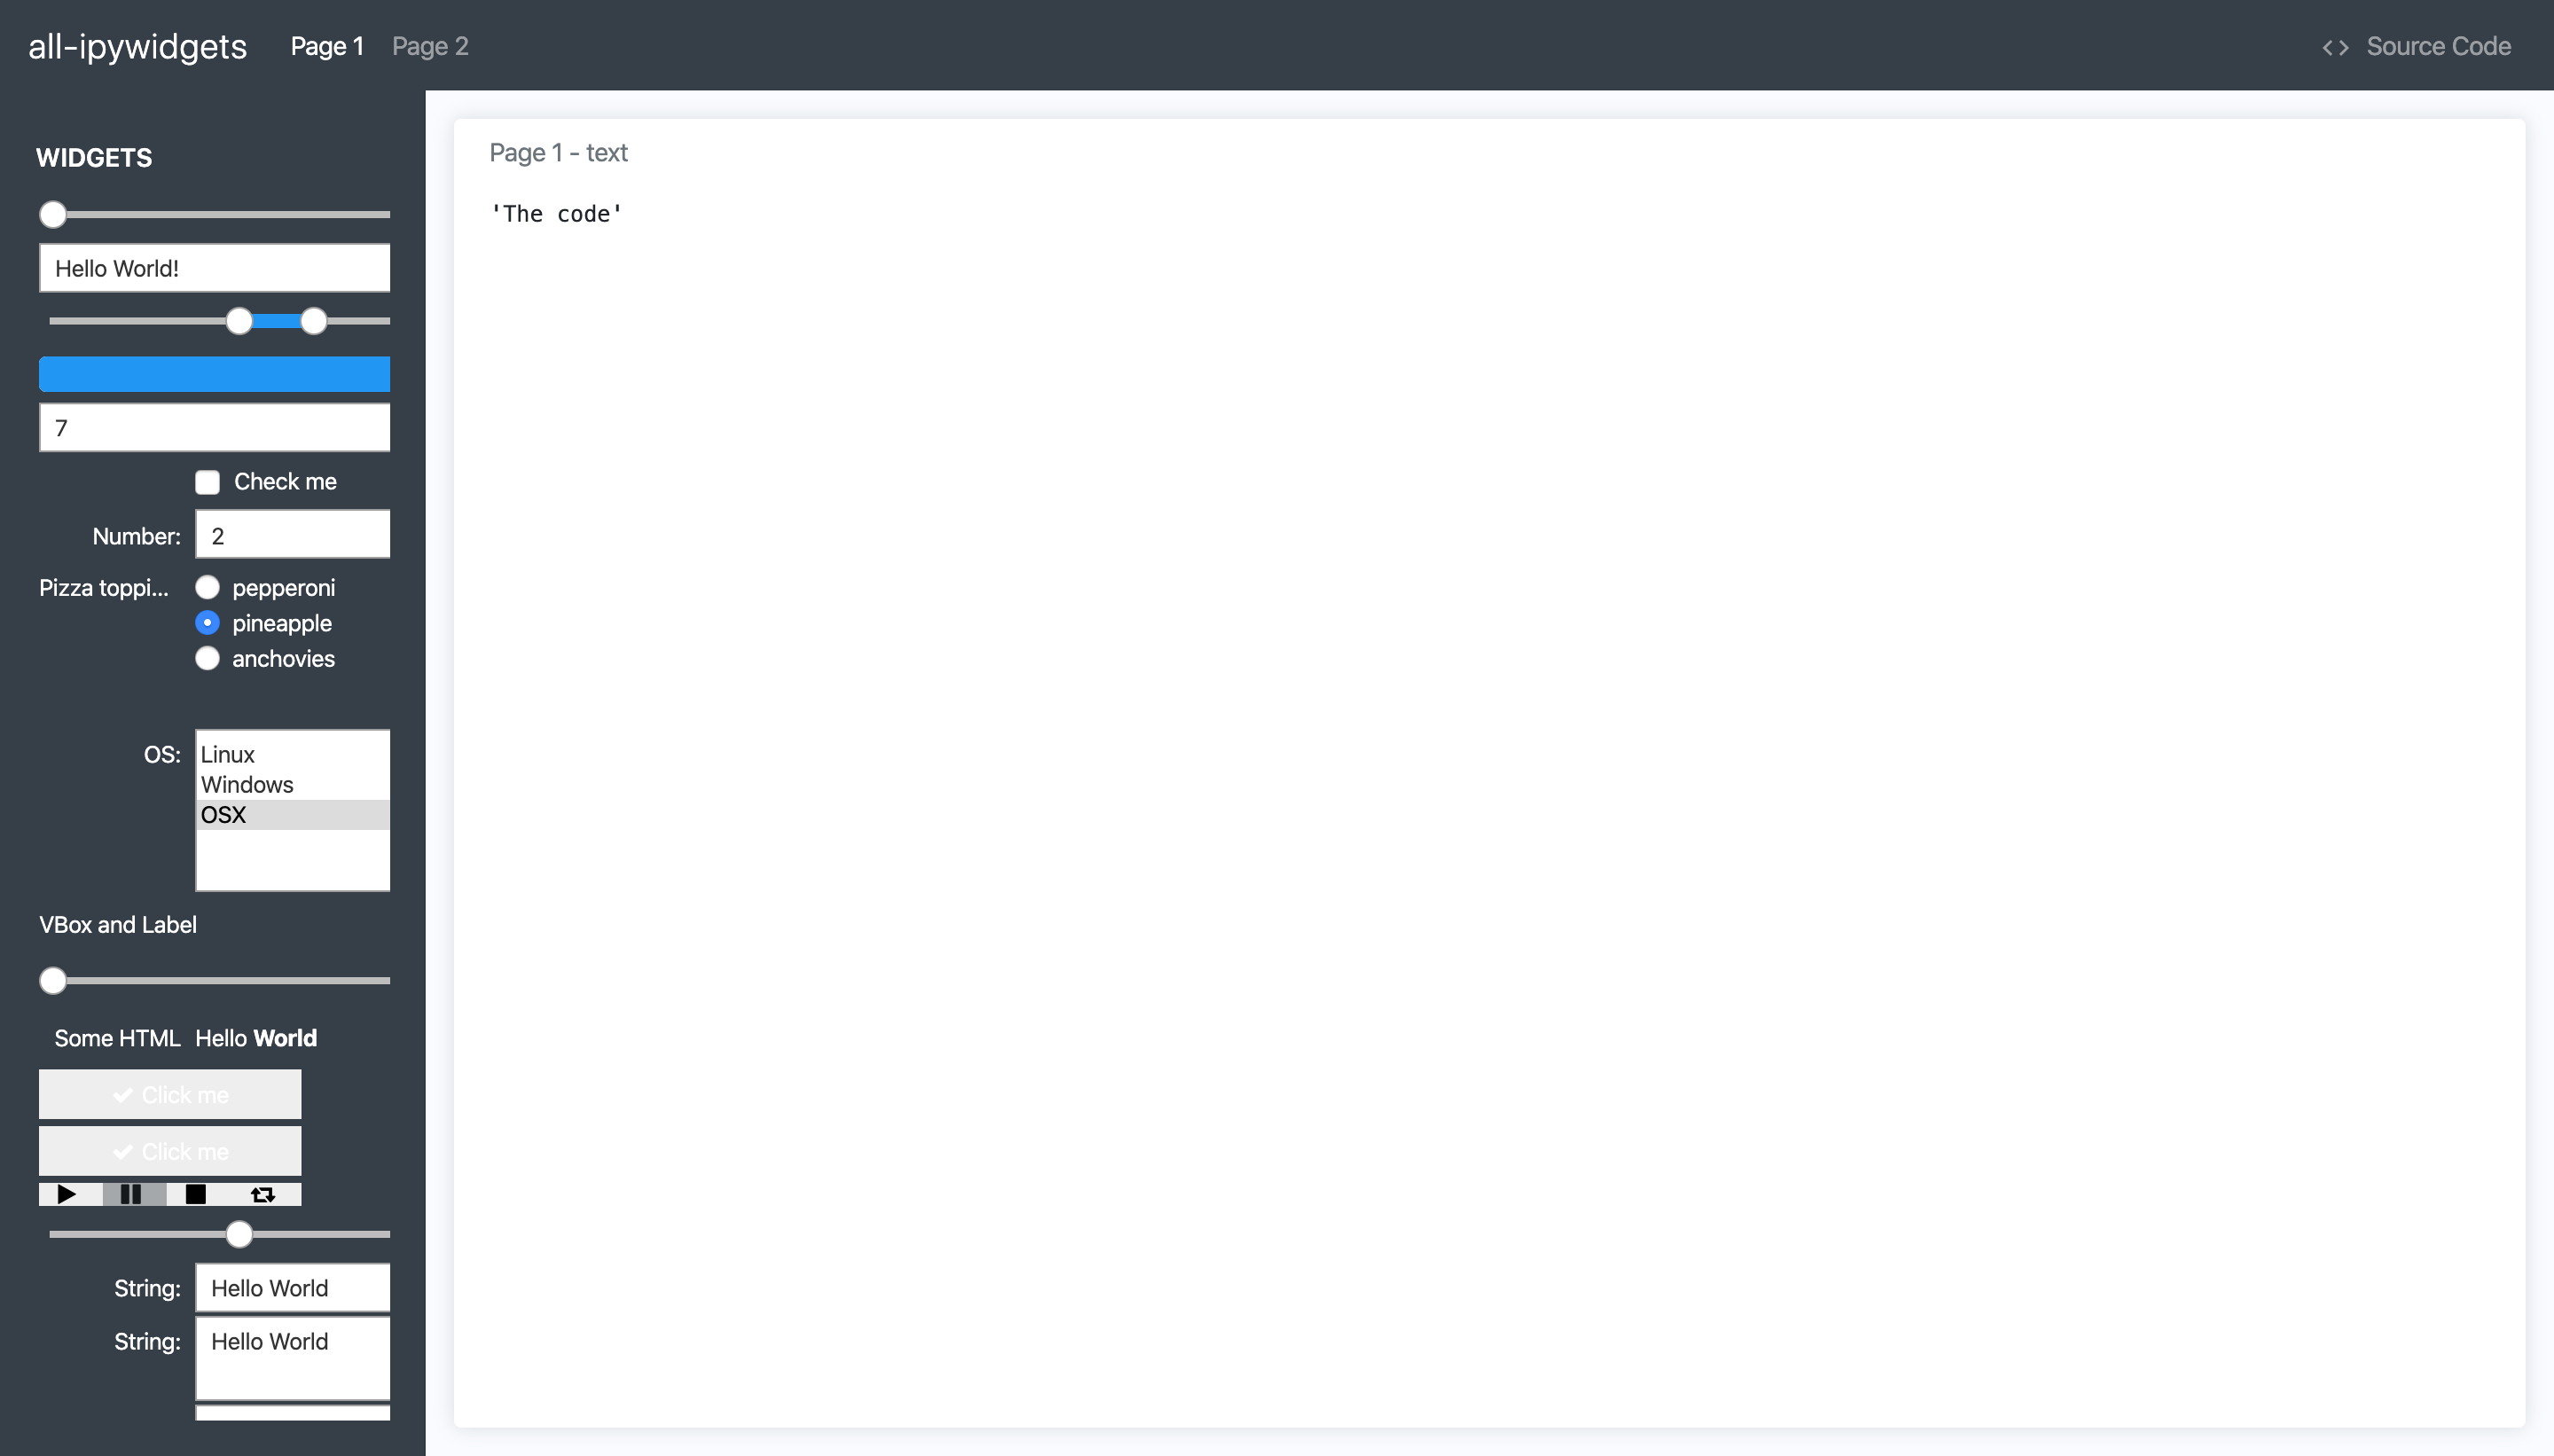 all-ipywidgets Page 1 Page 2 <> Source Code
WIDGETS
Hello World!
7
Check me
Number: 2
Pizza toppi... pepperoni
pineapple
anchovies
OS: Linux
Windows
OSX
VBox and Label
Some HTML Hello World
Click me
Click me
String: Hello World
String: Hello World
Page 1 - text
'The code'